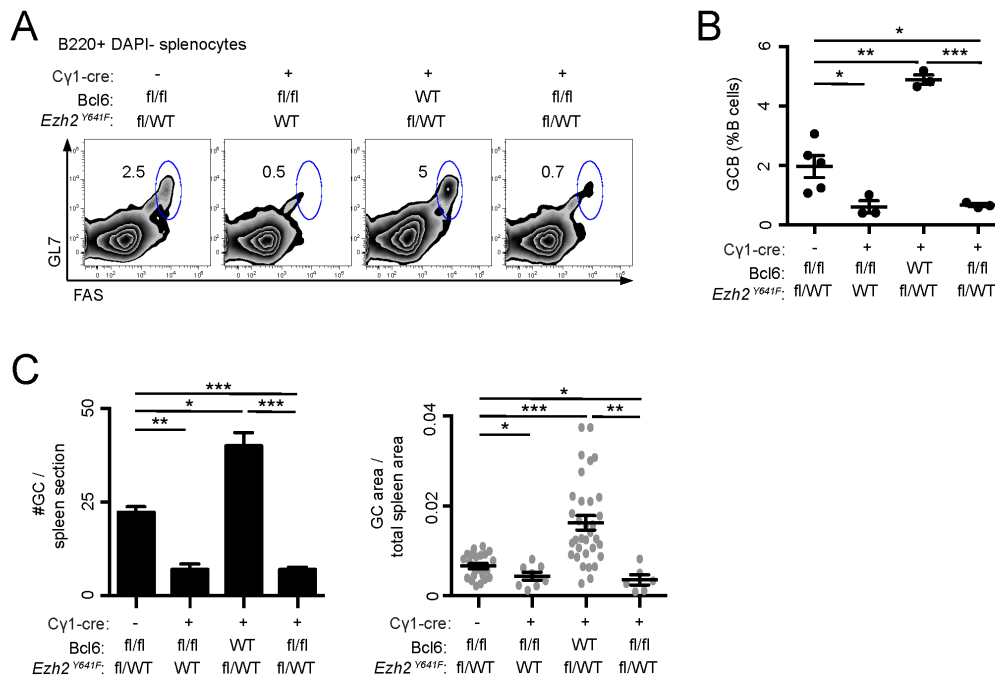 A
B220+ DAPI- splenocytes
Cγ1-cre: - + + +
Bcl6: fl/fl fl/fl WT fl/fl
Ezh2 Y641F: fl/WT WT fl/WT fl/WT
2.5 0.5 5 0.7
GL7
FAS
B
GCB (%B cells)
6
4
2
0
* ** * ***
Cγ1-cre: - + + +
Bcl6: fl/fl fl/fl WT fl/fl
Ezh2 Y641F: fl/WT WT fl/WT fl/WT
C
#GC /
spleen section
50
25
0
*** * *** **
Cγ1-cre: - + + +
Bcl6: fl/fl fl/fl WT fl/fl
Ezh2 Y641F: fl/WT WT fl/WT fl/WT
GC area /
total spleen area
0.04
0.02
0
* *** ** *
Cγ1-cre: - + + +
Bcl6: fl/fl fl/fl WT fl/fl
Ezh2 Y641F: fl/WT WT fl/WT fl/WT